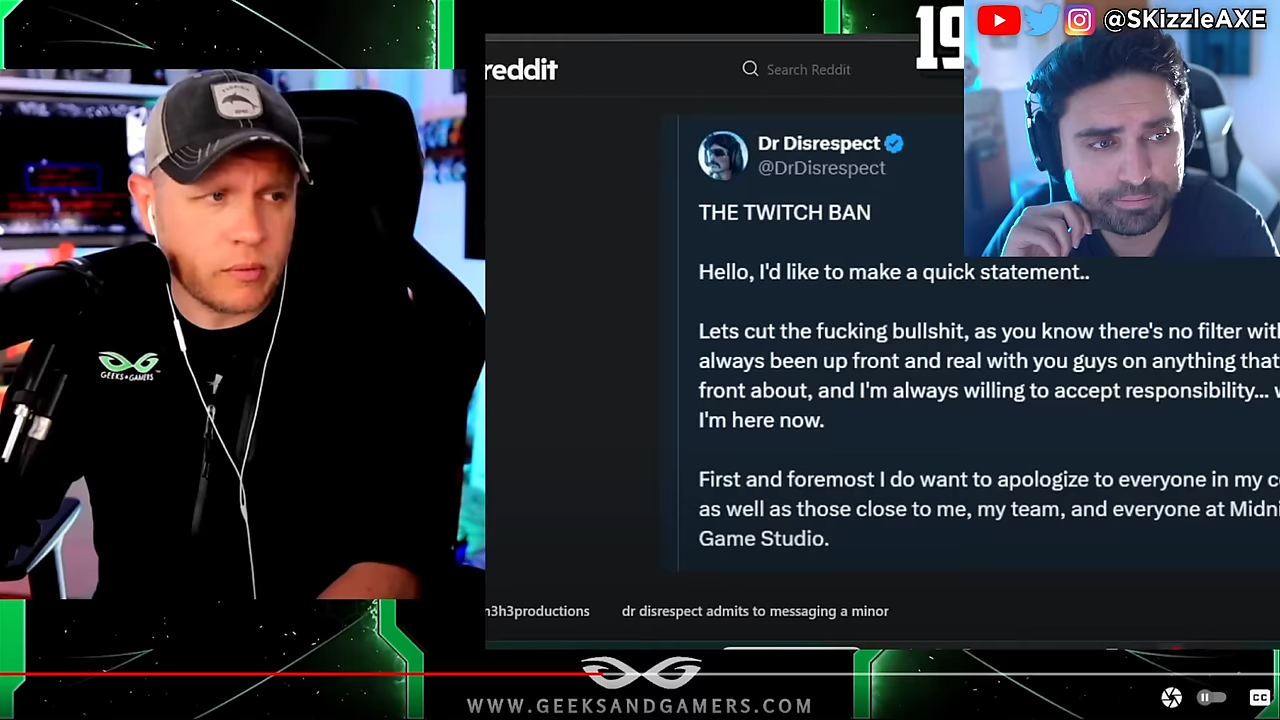 19
@SKizzleAXE
reddit
Search Reddit
Dr Disrespect
@DrDisrespect
THE TWITCH BAN
Hello, I'd like to make a quick statement..
Lets cut the fucking bullshit, as you know there's no filter with
always been up front and real with you guys on anything that
front about, and I'm always willing to accept responsibility...
I'm here now.
First and foremost I do want to apologize to everyone in my
as well as those close to me, my team, and everyone at
Game Studio.
GEEKS+GAMERS
h3h3productions
dr disrespect admits to messaging a minor
WWW.GEEKSANDGAMERS.COM
CC